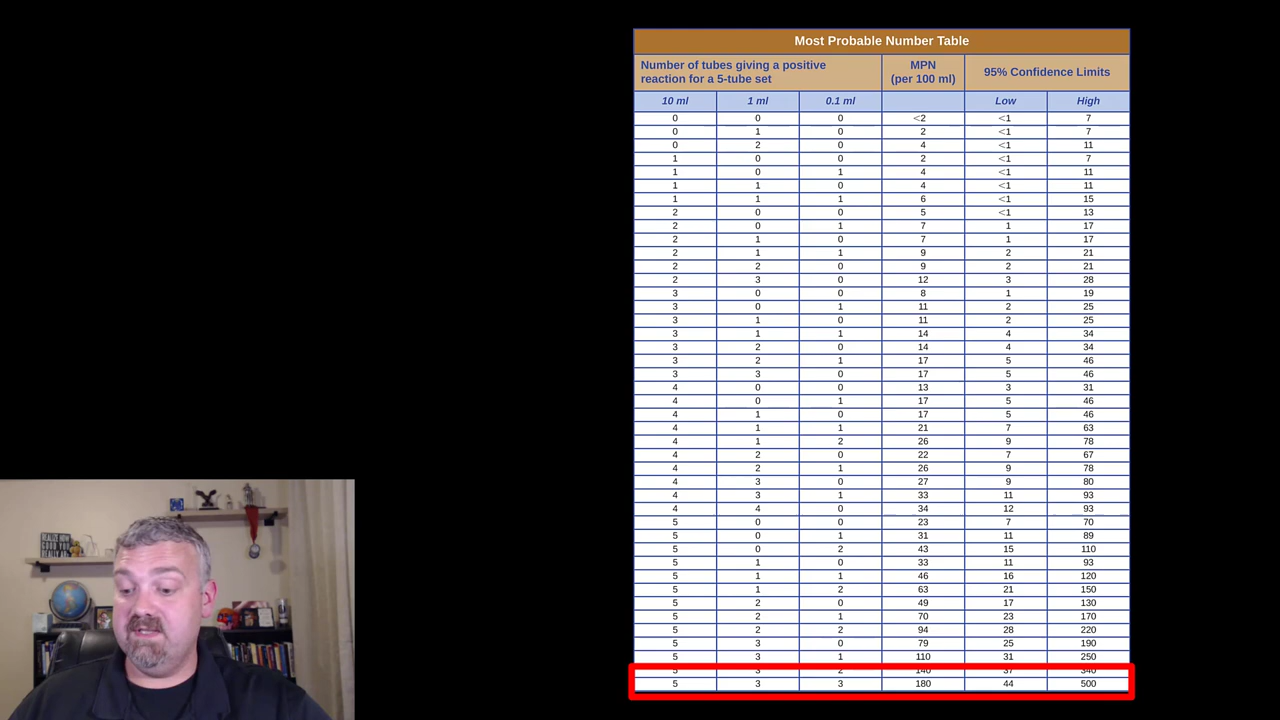 Most Probable Number Table
Number of tubes giving a positive reaction for a 5-tube set MPN (per 100 ml) 95% Confidence Limits
10 ml 1 ml 0.1 ml Low High
0 0 0 <2 <1 7
0 1 0 2 <1 7
0 2 0 4 <1 11
1 0 0 2 <1 7
1 0 1 4 <1 11
1 1 0 4 <1 11
1 1 1 6 <1 15
2 0 0 5 <1 13
2 0 1 7 1 17
2 1 0 7 1 17
2 1 1 9 2 21
2 2 0 9 2 21
2 3 0 12 3 28
3 0 0 8 1 19
3 0 1 11 2 25
3 1 0 11 2 25
3 1 1 14 4 34
3 2 0 14 4 34
3 2 1 17 5 46
3 3 0 17 5 46
4 0 0 13 3 31
4 0 1 17 5 46
4 1 0 17 5 46
4 1 1 21 7 63
4 1 2 26 9 78
4 2 0 22 7 67
4 2 1 26 9 78
4 3 0 27 9 80
4 3 1 33 11 93
4 4 0 34 12 93
5 0 0 23 7 70
5 0 1 31 11 89
5 0 2 43 15 110
5 1 0 33 11 93
5 1 1 46 16 120
5 1 2 63 21 150
5 2 0 49 17 130
5 2 1 70 23 170
5 2 2 94 28 220
5 3 0 79 25 190
5 3 1 110 31 250
5 3 2 140 37 340
5 3 3 180 44 500